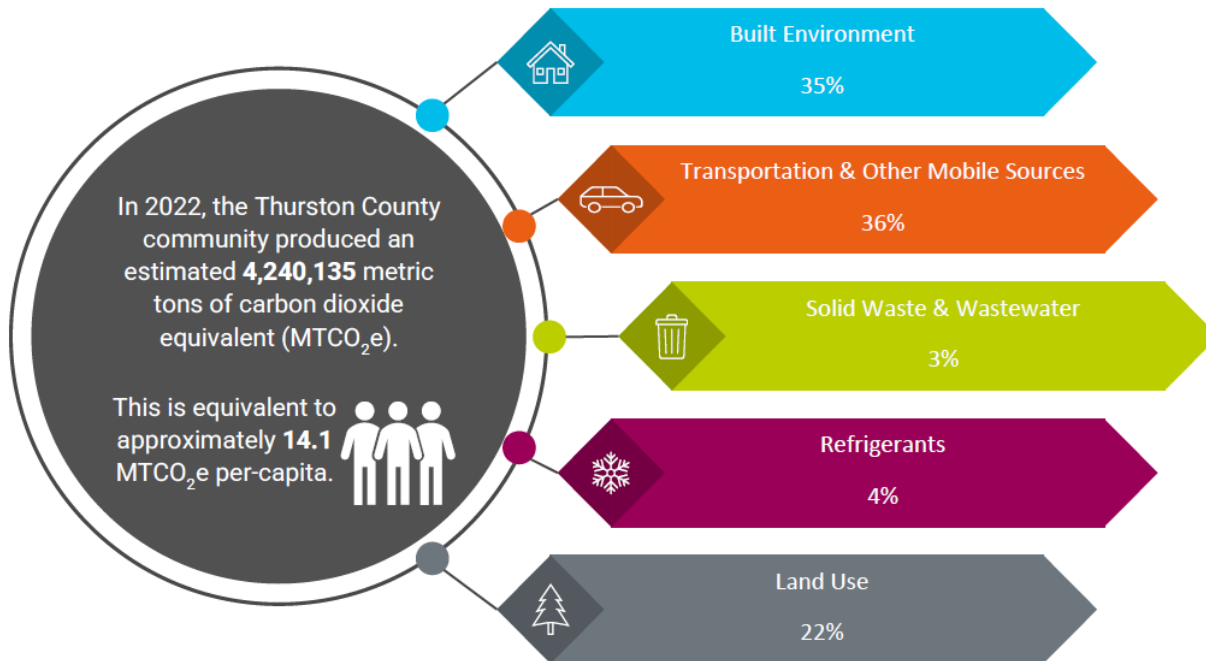 In 2022, the Thurston County
community produced an
estimated 4,240,135 metric
tons of carbon dioxide
equivalent (MTCO₂e).
This is equivalent to
approximately 14.1
MTCO₂e per-capita.
Built Environment
35%
Transportation & Other Mobile Sources
36%
Solid Waste & Wastewater
3%
Refrigerants
4%
Land Use
22%